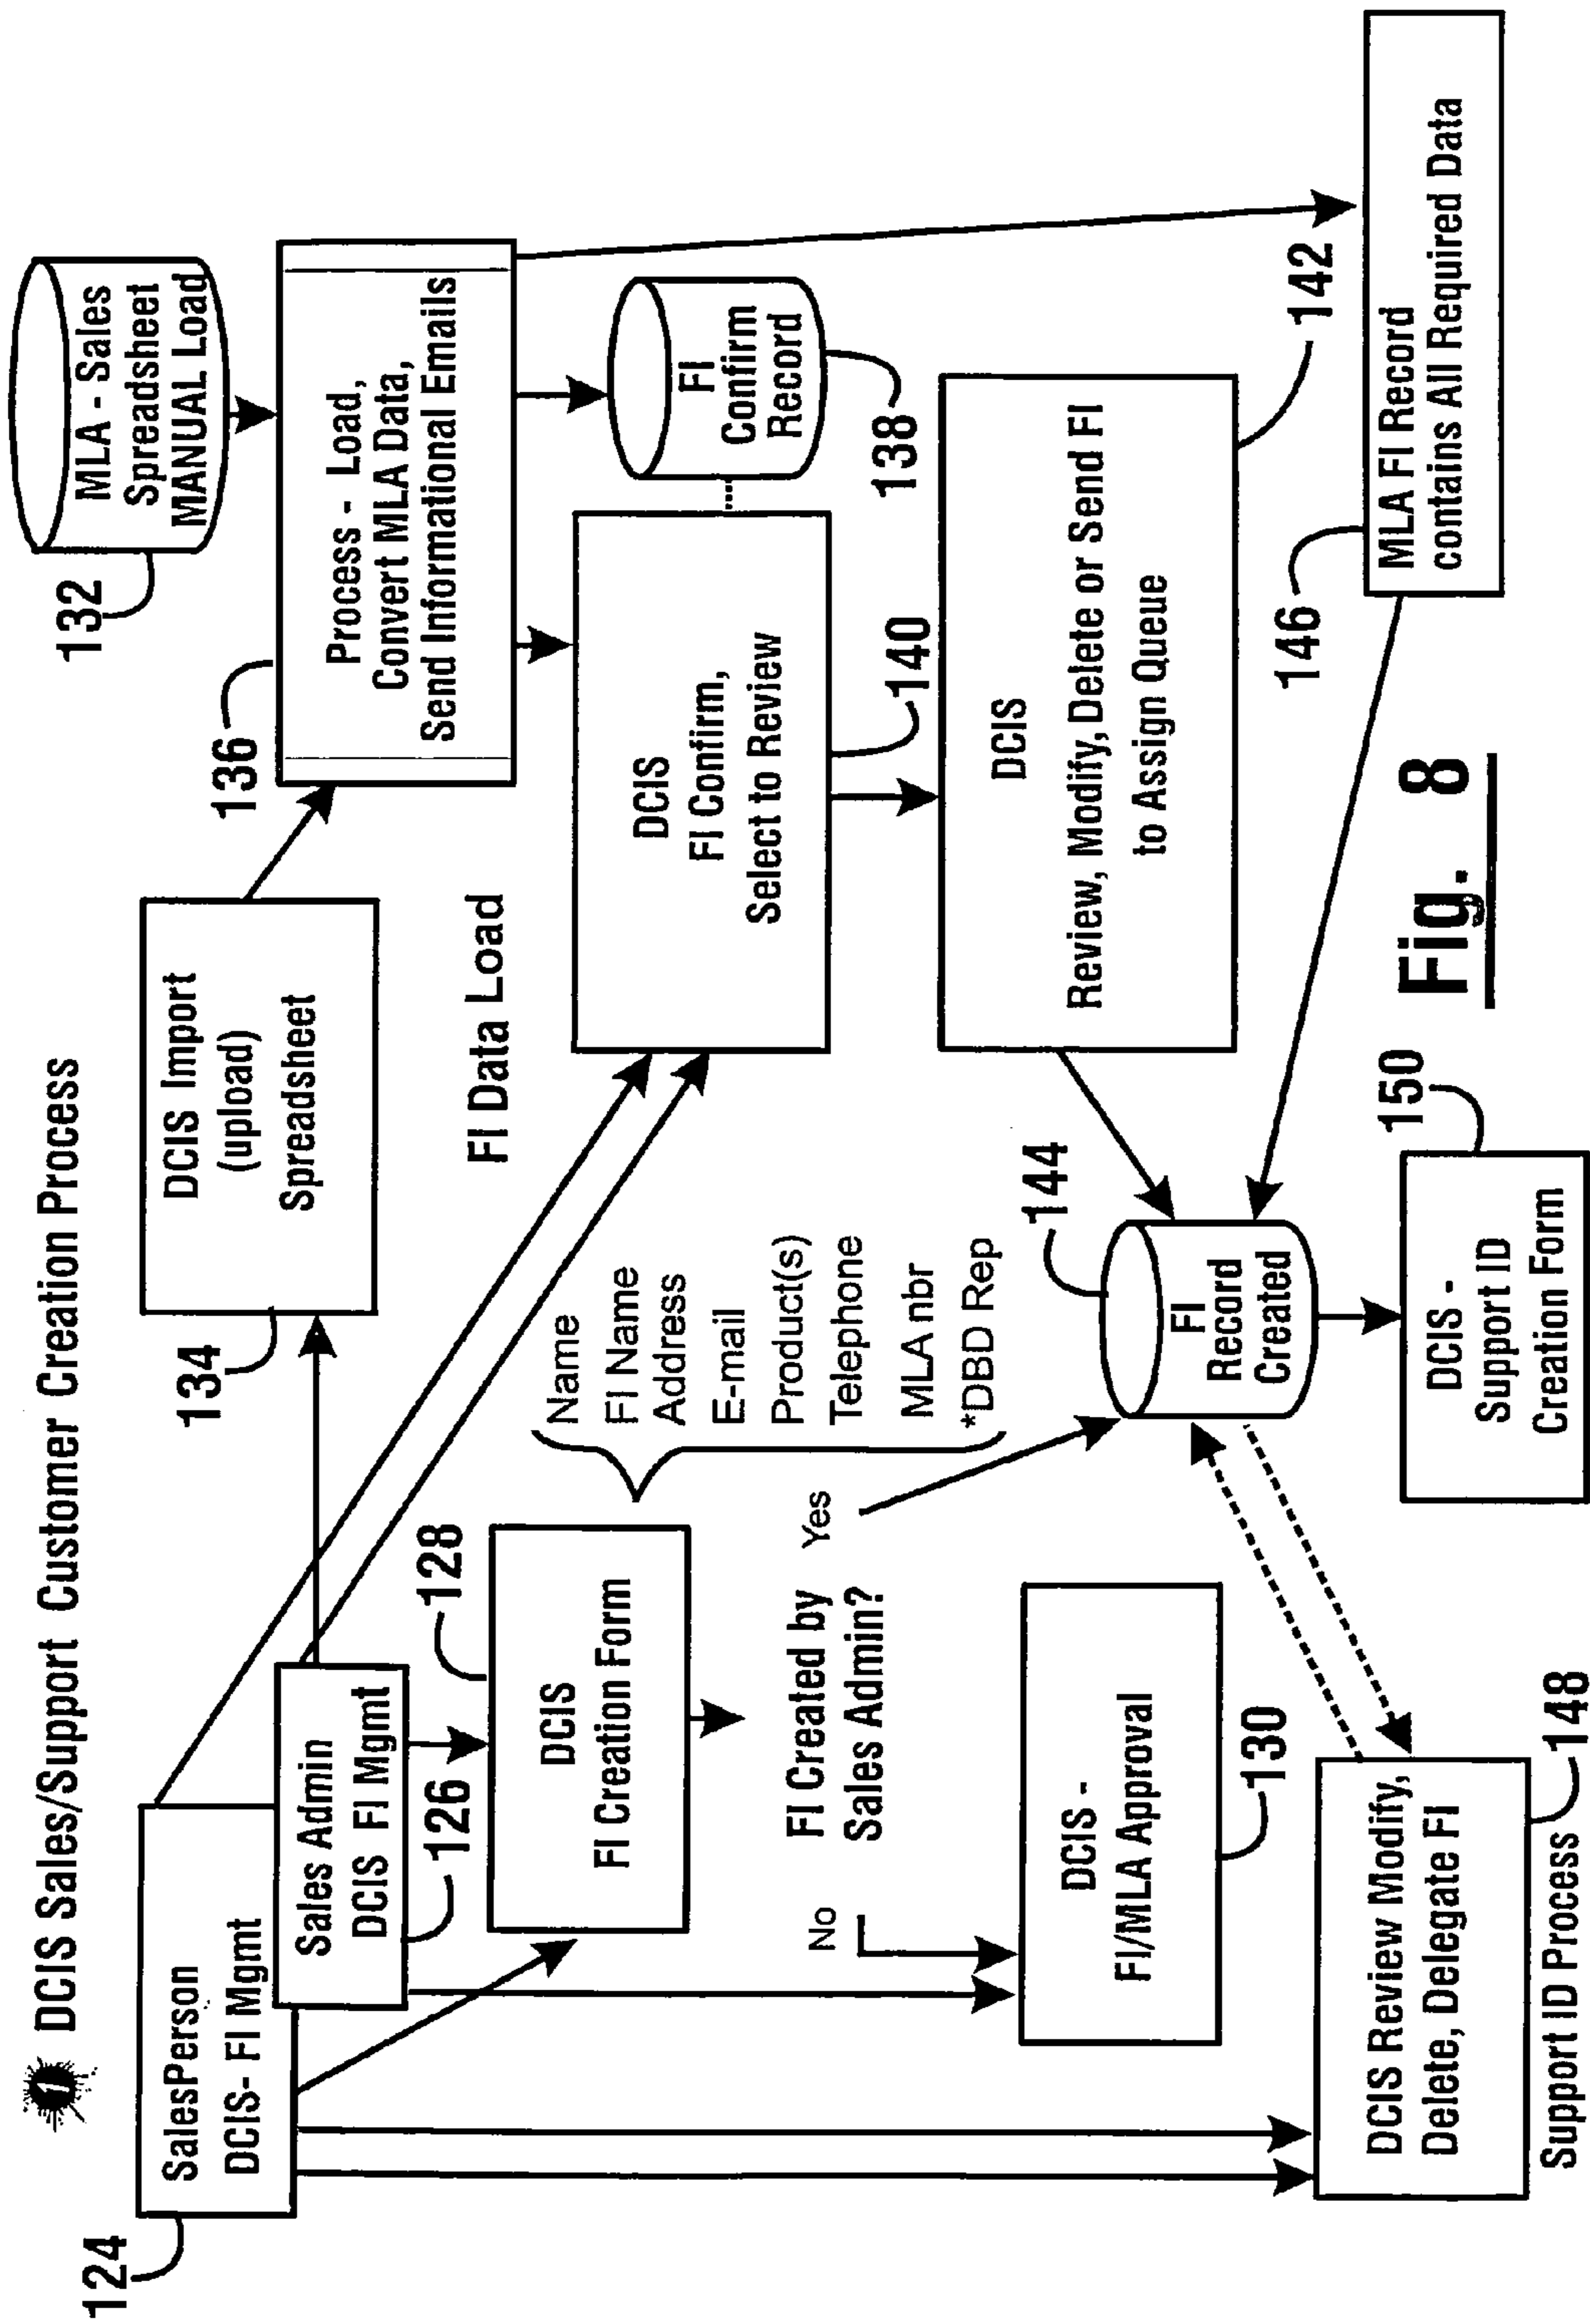 1 DCIS Sales/Support Customer Creation Process
124
SalesPerson
DCIS- FI Mgmt
Sales Admin
DCIS FI Mgmt
126
134
DCIS Import
(upload)
Spreadsheet
132
MLA - Sales
Spreadsheet
MANUAL Load
136
Process - Load,
Convert MLA Data,
Send Informational Emails
FI Data Load
128
DCIS
FI Creation Form
Name
FI Name
Address
E-mail
Product(s)
Telephone
MLA nbr
*DBD Rep
DCIS
FI Confirm,
Select to Review
140
FI
Confirm
Record
138
No
FI Created by
Sales Admin?
Yes
DCIS
Review, Modify, Delete or Send FI
to Assign Queue
142
DCIS -
FI/MLA Approval
130
144
FI
Record
Created
146
MLA FI Record
contains All Required Data
DCIS Review Modify,
Delete, Delegate FI
148
Support ID Process
150
DCIS -
Support ID
Creation Form
Fig. 8